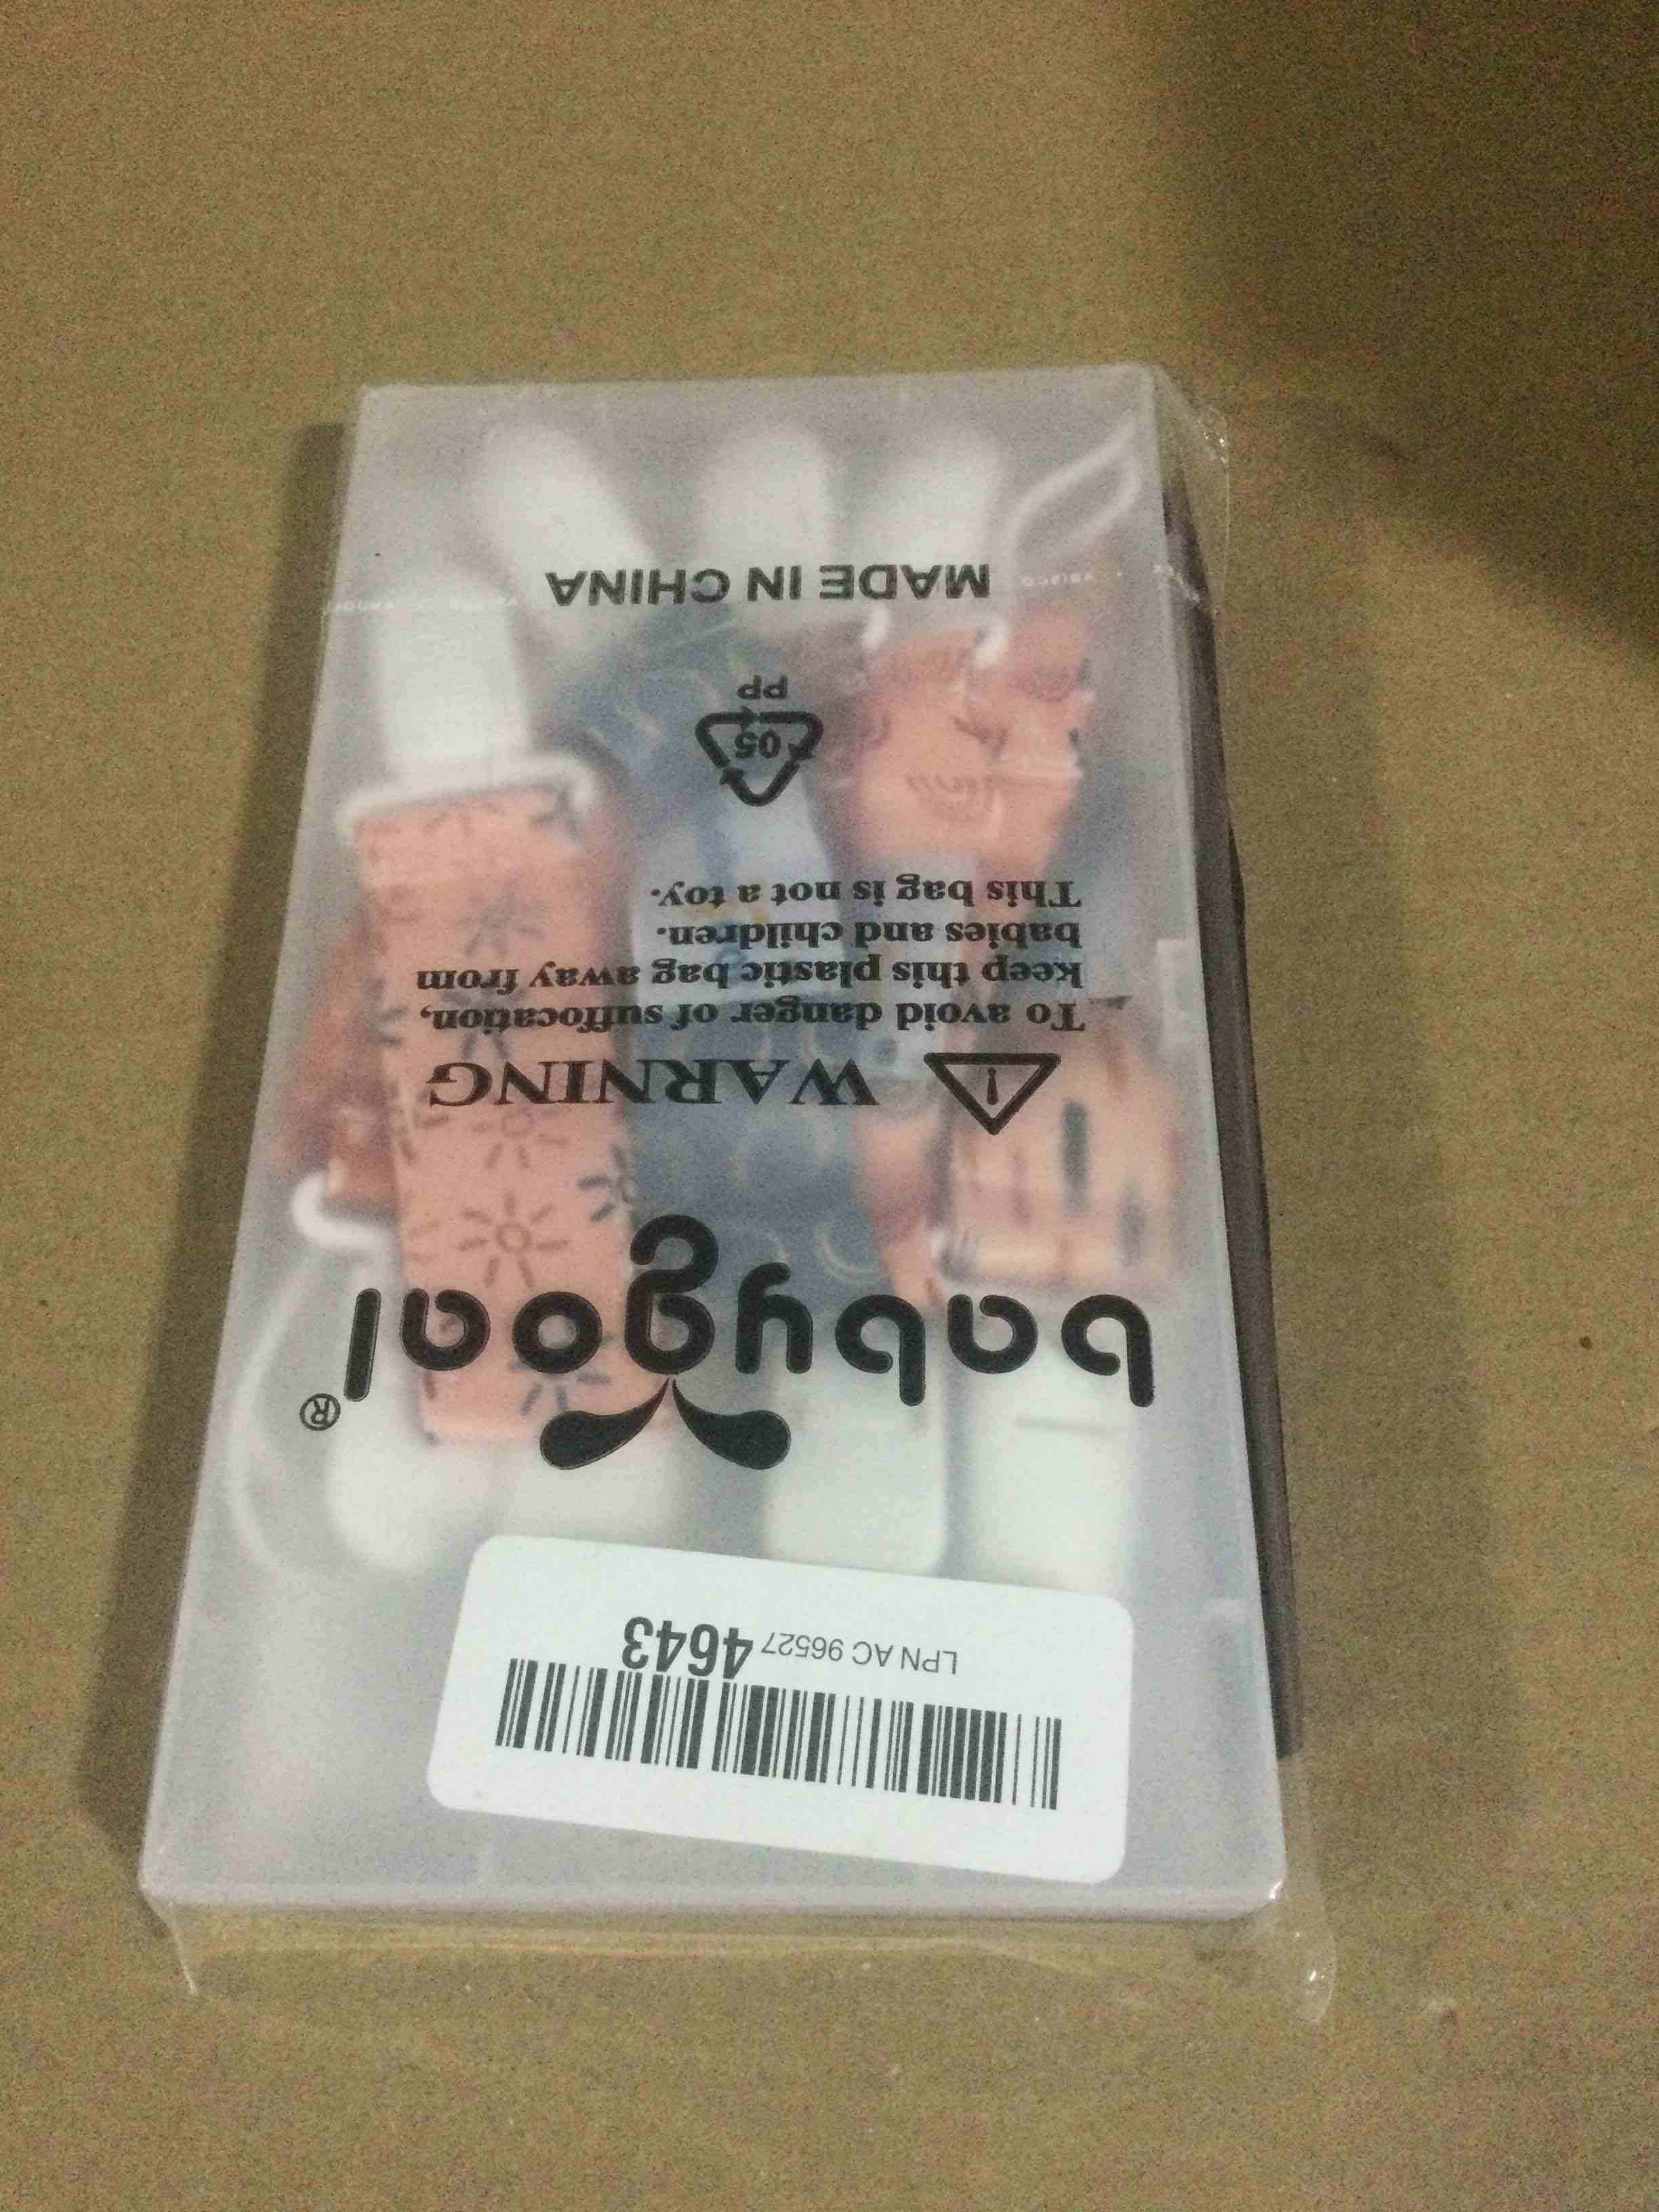 LPN AC 96527 4643
babygoal®
WARNING
To avoid danger of suffocation,
keep this plastic bag away from
babies and children.
This bag is not a toy.
05
PP
MADE IN CHINA